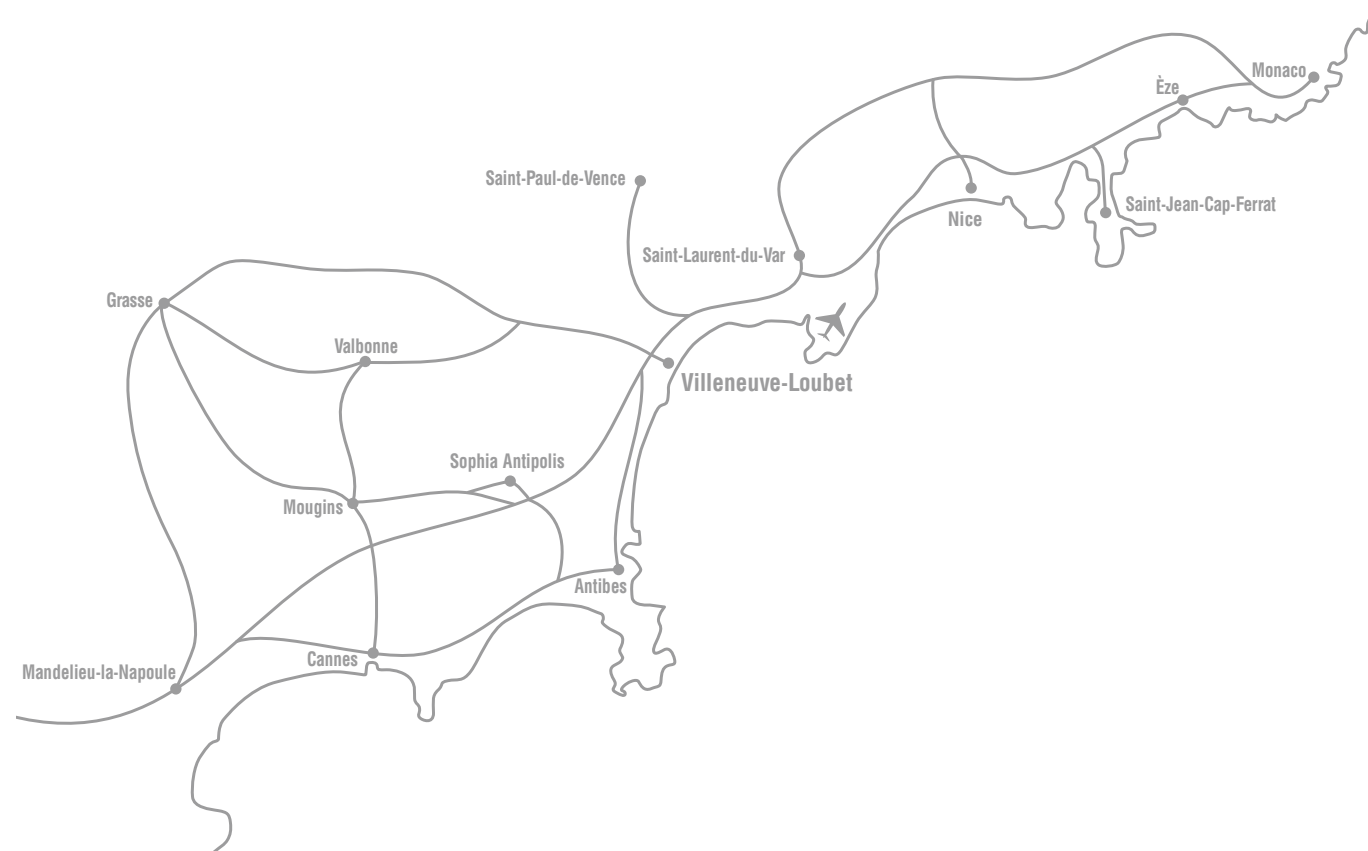 Monaco
Èze
Saint-Paul-de-Vence
Saint-Jean-Cap-Ferrat
Nice
Saint-Laurent-du-Var
Grasse
Valbonne
Villeneuve-Loubet
Sophia Antipolis
Mougins
Antibes
Cannes
Mandelieu-la-Napoule